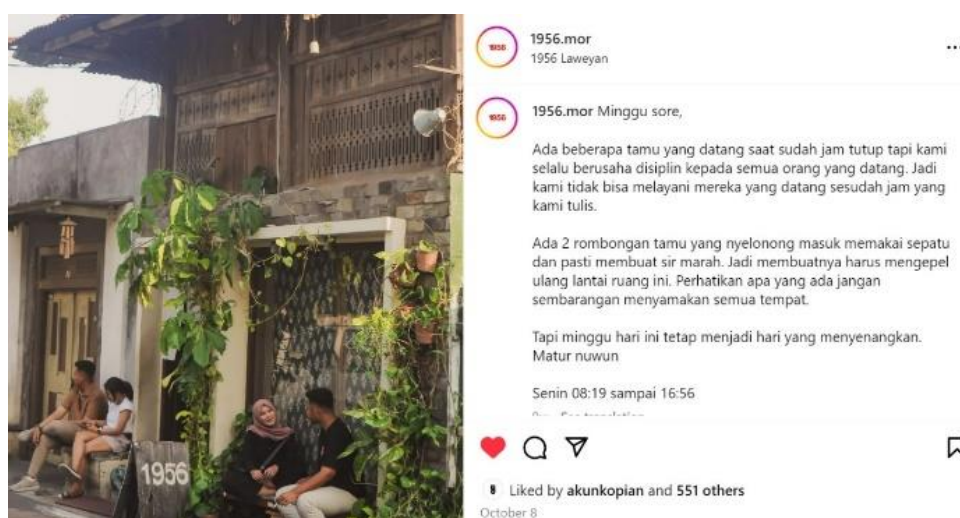 1956
1956
1956.mor
1956 Laweyan
1956
1956.mor Minggu sore,
Ada beberapa tamu yang datang saat sudah jam tutup tapi kami
selalu berusaha disiplin kepada semua orang yang datang. Jadi
kami tidak bisa melayani mereka yang datang sesudah jam yang
kami tulis.
Ada 2 rombongan tamu yang nyelonong masuk memakai sepatu
dan pasti membuat sir marah. Jadi membuatnya harus mengepel
ulang lantai ruang ini. Perhatikan apa yang ada jangan
sembarangan menyamakan semua tempat.
Tapi minggu hari ini tetap menjadi hari yang menyenangkan.
Matur nuwun
Senin 08:19 sampai 16:56
See translation
Liked by akunkopian and 551 others
October 8